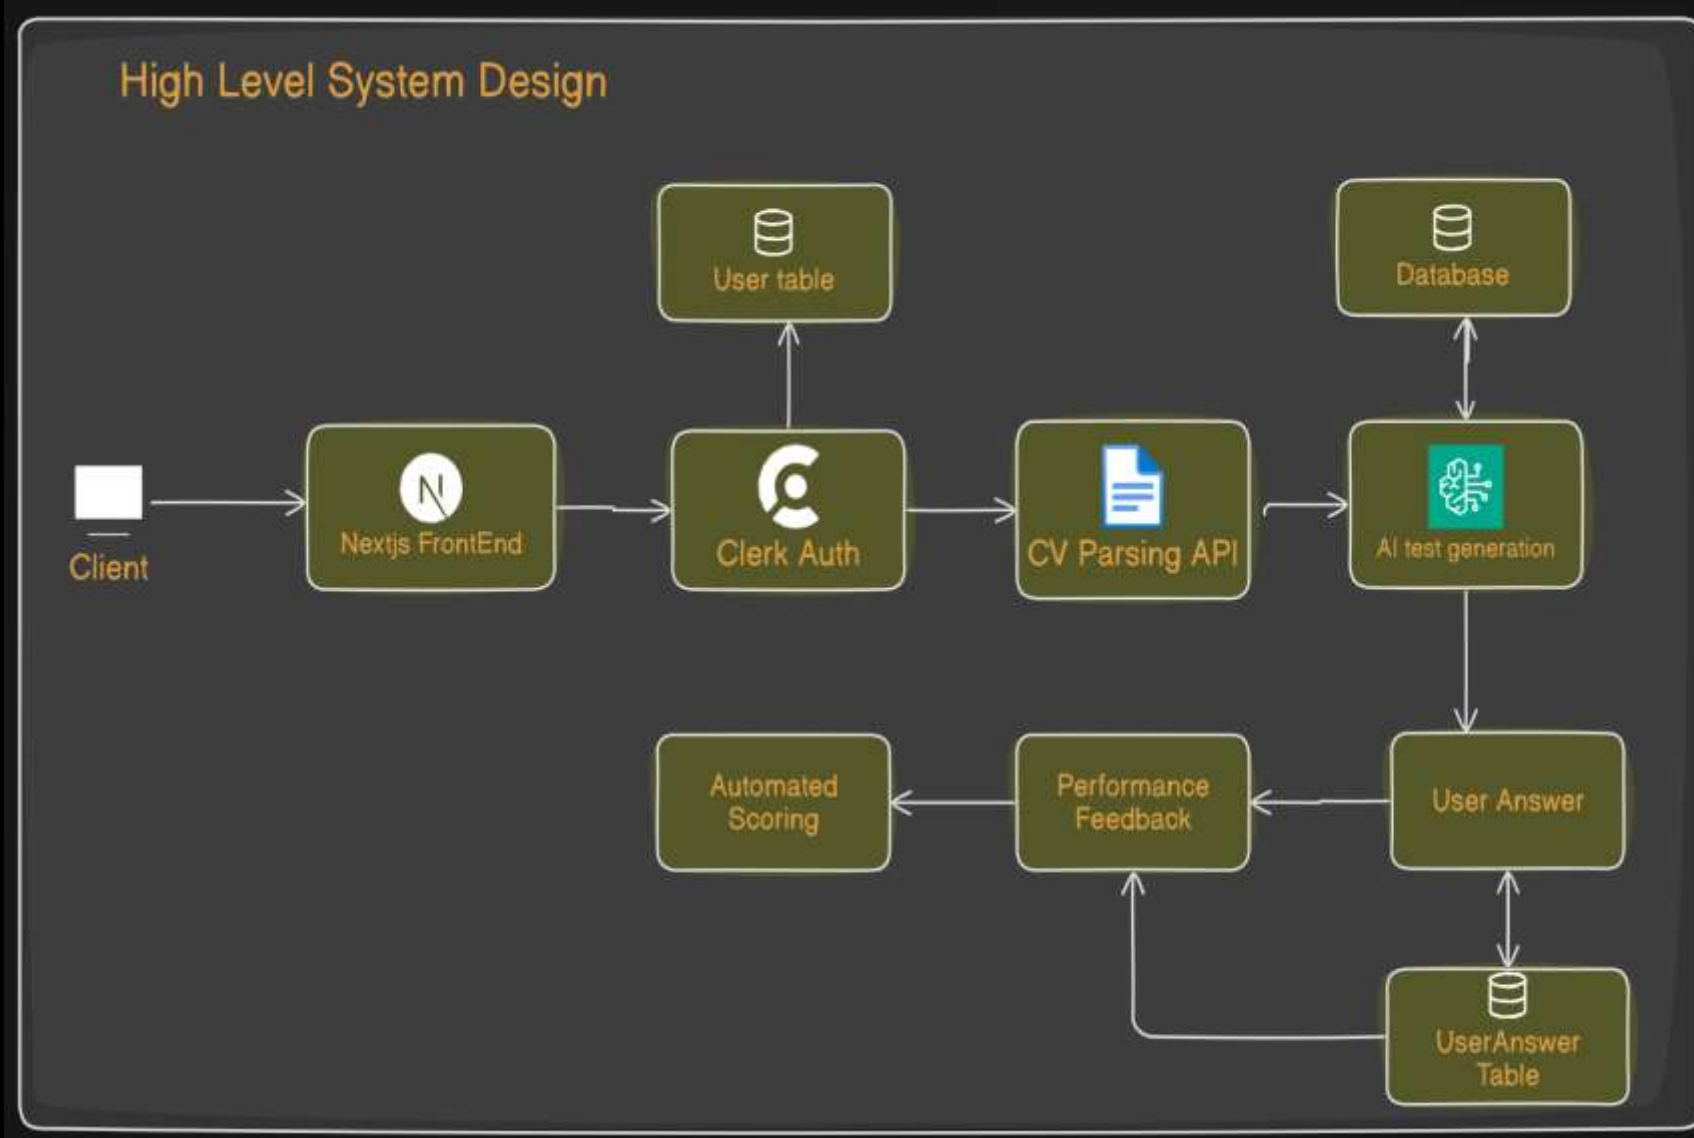 High Level System Design
User table
Database
Client
Nextjs FrontEnd
Clerk Auth
CV Parsing API
AI test generation
Automated
Scoring
Performance
Feedback
User Answer
UserAnswer
Table